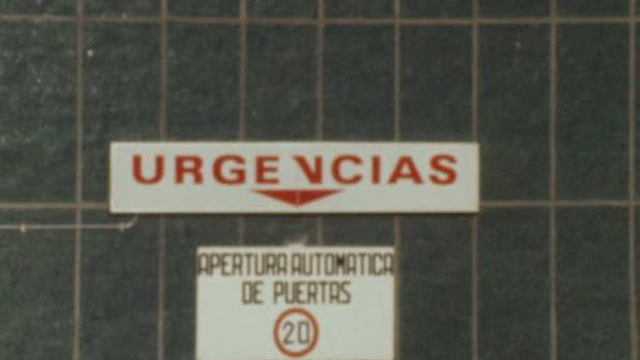 URGENCIAS
APERTURA AUTOMATICA
DE PUERTAS
20